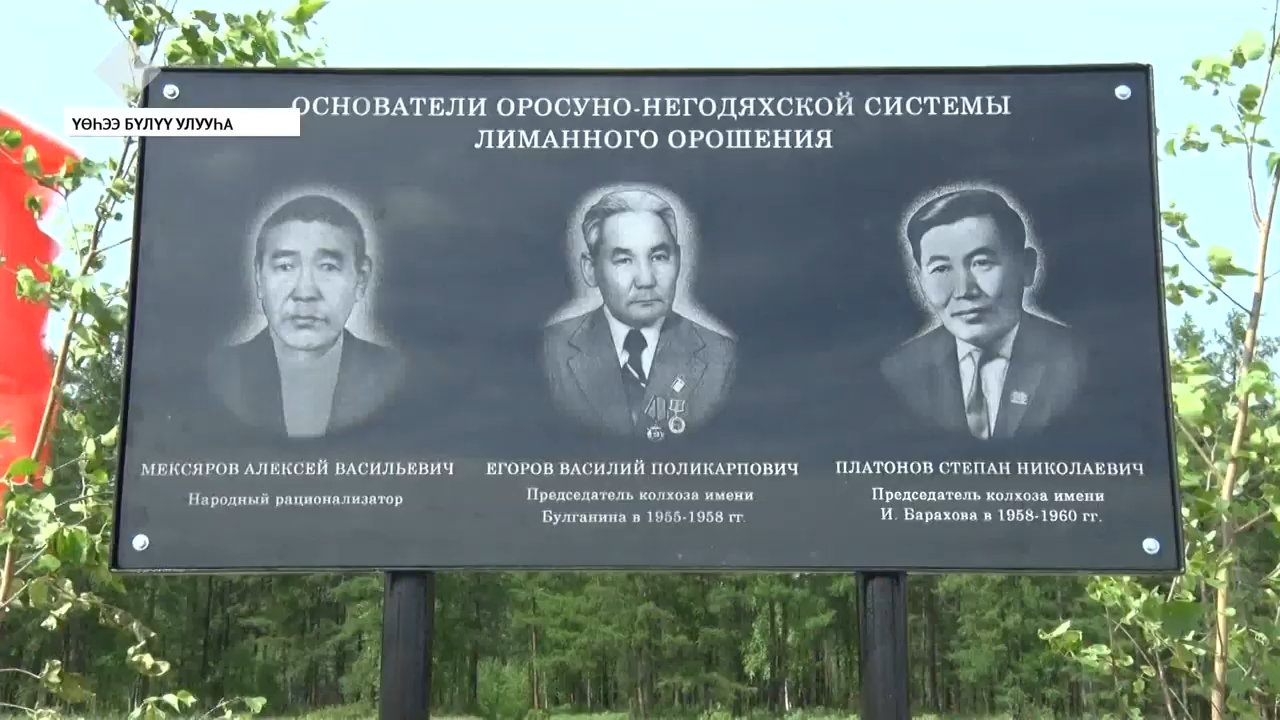 ОСНОВАТЕЛИ ОРОСУНО-НЕГОДЯХСКОЙ СИСТЕМЫ
ЛИМАННОГО ОРОШЕНИЯ
ҮӨҺЭЭ БҮЛҮҮ УЛУУҺА
МЕКСЯРОВ АЛЕКСЕЙ ВАСИЛЬЕВИЧ
Народный рационализатор
ЕГОРОВ ВАСИЛИЙ ПОЛИКАРПОВИЧ
Председатель колхоза имени
Булганина в 1955-1958 гг.
ПЛАТОНОВ СТЕПАН НИКОЛАЕВИЧ
Председатель колхоза имени
И. Барахова в 1958-1960 гг.